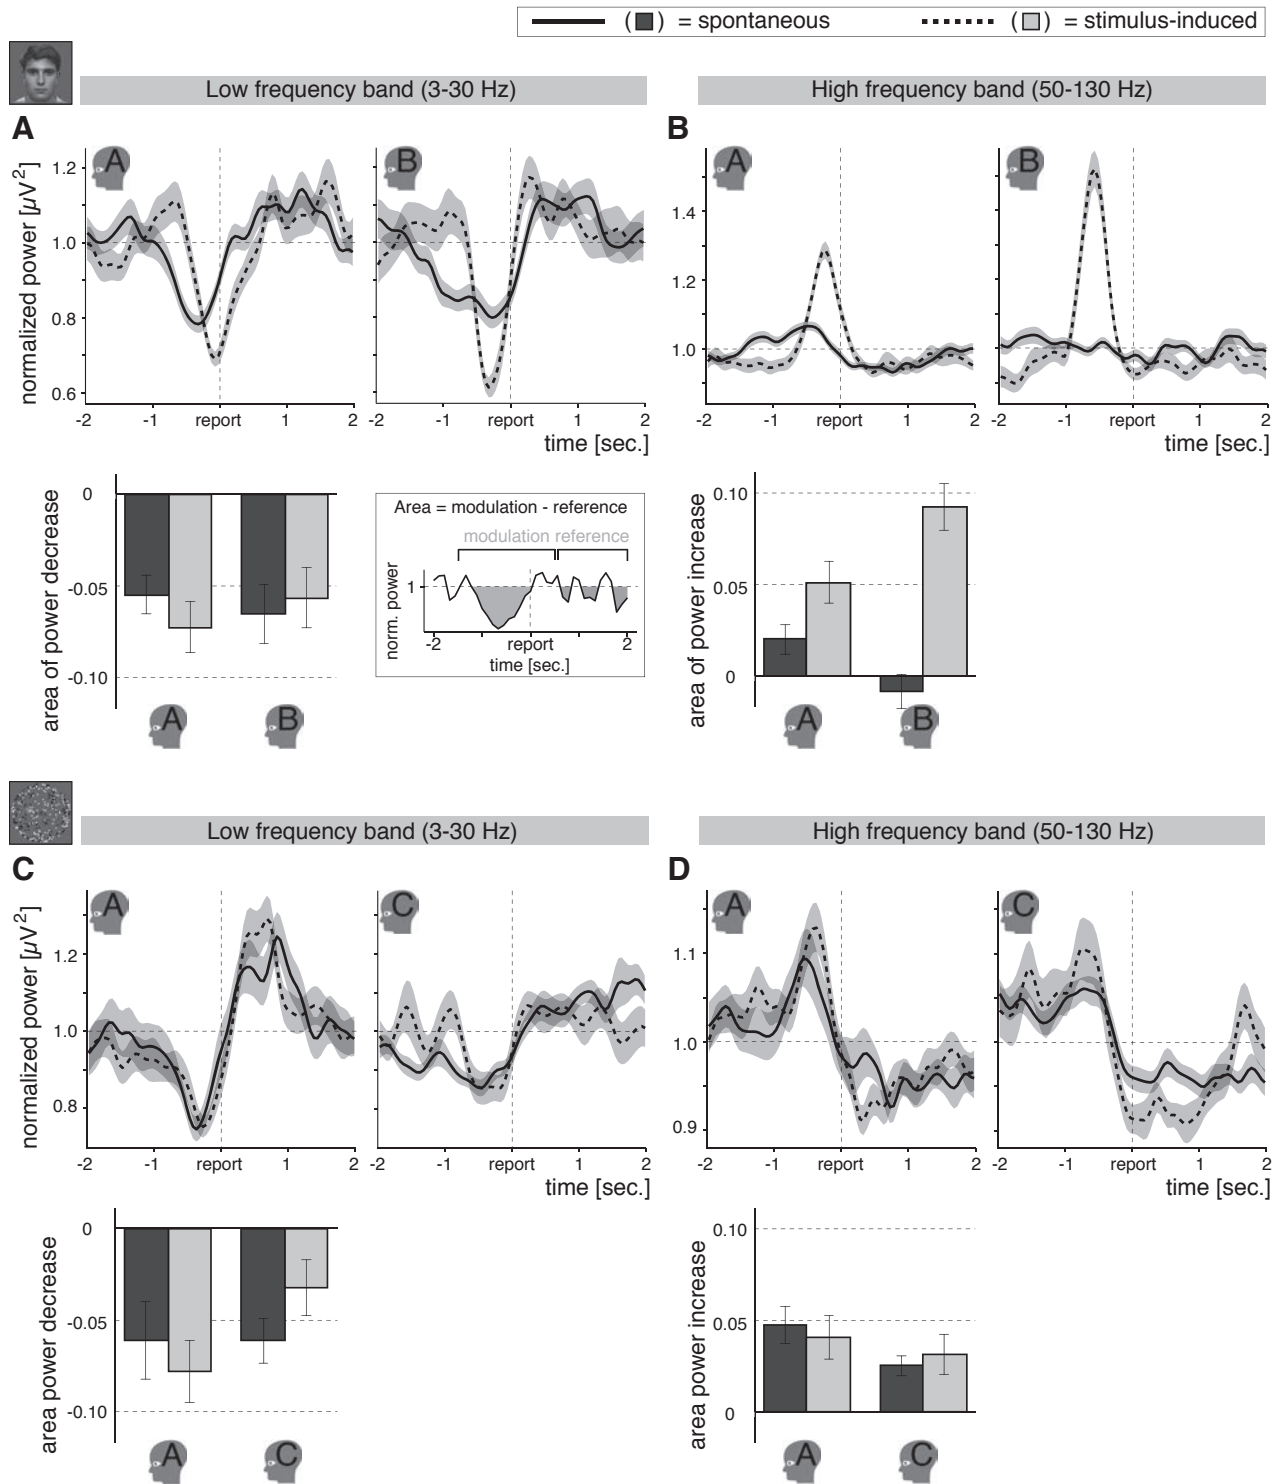 ( ) = spontaneous ( ) = stimulus-induced
Low frequency band (3-30 Hz) High frequency band (50-130 Hz)
A B
A B A B
normalized power [µV²]
1.2
1.0
0.8
0.6
1.4
1.2
1.0
-2 -1 report 1 2 -2 -1 report 1 2 -2 -1 report 1 2 -2 -1 report 1 2
time [sec.] time [sec.]
area of power decrease
0
-0.05
-0.10
A B
Area = modulation - reference
modulation reference
norm. power
1
-2 report 2
time [sec.]
area of power increase
0.10
0.05
0
A B
Low frequency band (3-30 Hz) High frequency band (50-130 Hz)
C D
A C A C
normalized power [µV²]
1.2
1.0
0.8
1.1
1.0
0.9
-2 -1 report 1 2 -2 -1 report 1 2 -2 -1 report 1 2 -2 -1 report 1 2
time [sec.] time [sec.]
area power decrease
0
-0.05
-0.10
A C
area power increase
0.10
0.05
0
A C